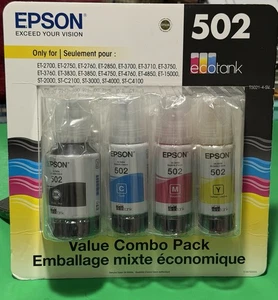 EPSON
EXCEED YOUR VISION
502
ecotank
Only for | Seulement pour :
ET-2700, ET-2750, ET-2760, ET-2850, ET-3700, ET-3710, ET-3750,
ET-3760, ET-3830, ET-3850, ET-4750, ET-4760, ET-4850, ET-15000,
ST-2000, ST-C2100, ST-3000, ST-4000, ST-C4100
EPSON
502
EPSON
502
C
EPSON
502
M
EPSON
502
Y
Value Combo Pack
Emballage mixte économique